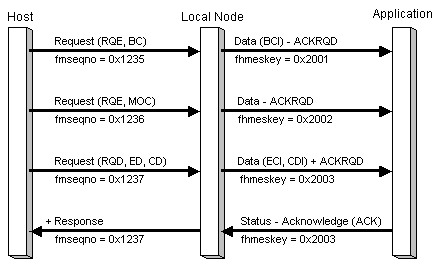 Host
Local Node
Application
Request (RQE, BC)
Data (BCI) - ACKRQD
fmseqno = 0x1235
fhmeskey = 0x2001
Request (RQE, MOC)
Data - ACKRQD
fmseqno = 0x1236
fhmeskey = 0x2002
Request (RQD, ED, CD)
Data (ECI, CDI) + ACKRQD
fmseqno = 0x1237
fhmeskey = 0x2003
+ Response
Status - Acknowledge (ACK)
fmseqno = 0x1237
fhmeskey = 0x2003